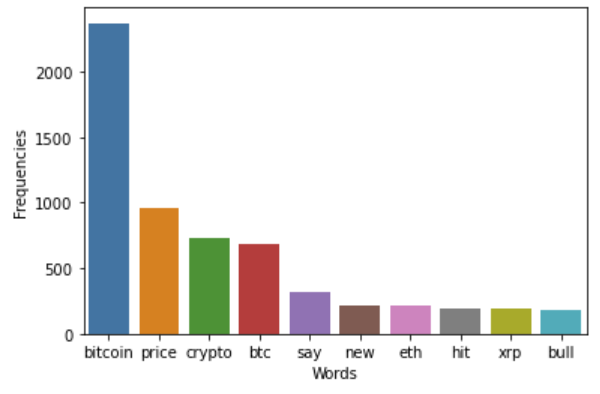 Frequencies
2000
1500
1000
500
0
bitcoin price crypto btc say new eth hit xrp bull
Words